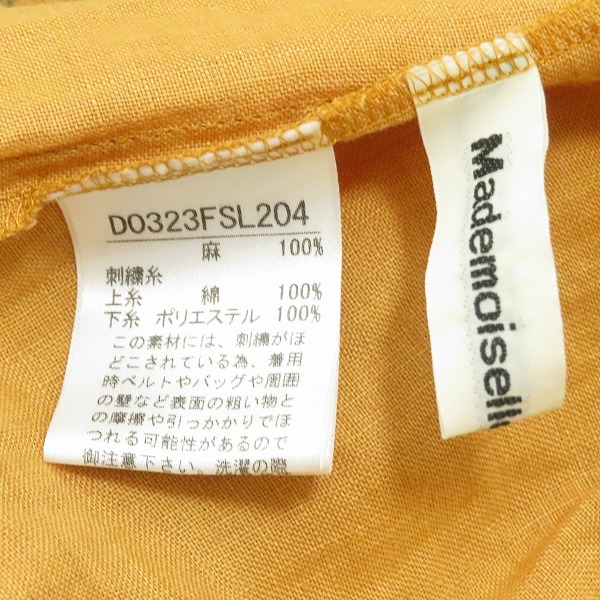 DO323FSL204
麻 100%
刺繍糸
上糸 綿 100%
下糸 ポリエステル 100%
この素材には、刺繍がほ
どこされている為、着用
時ベルトやバッグや周囲
の壁など表面の粗い物と
の摩擦や引っかかりでほ
つれる可能性があるので
御注意下さい。洗濯の際
Mademoisell